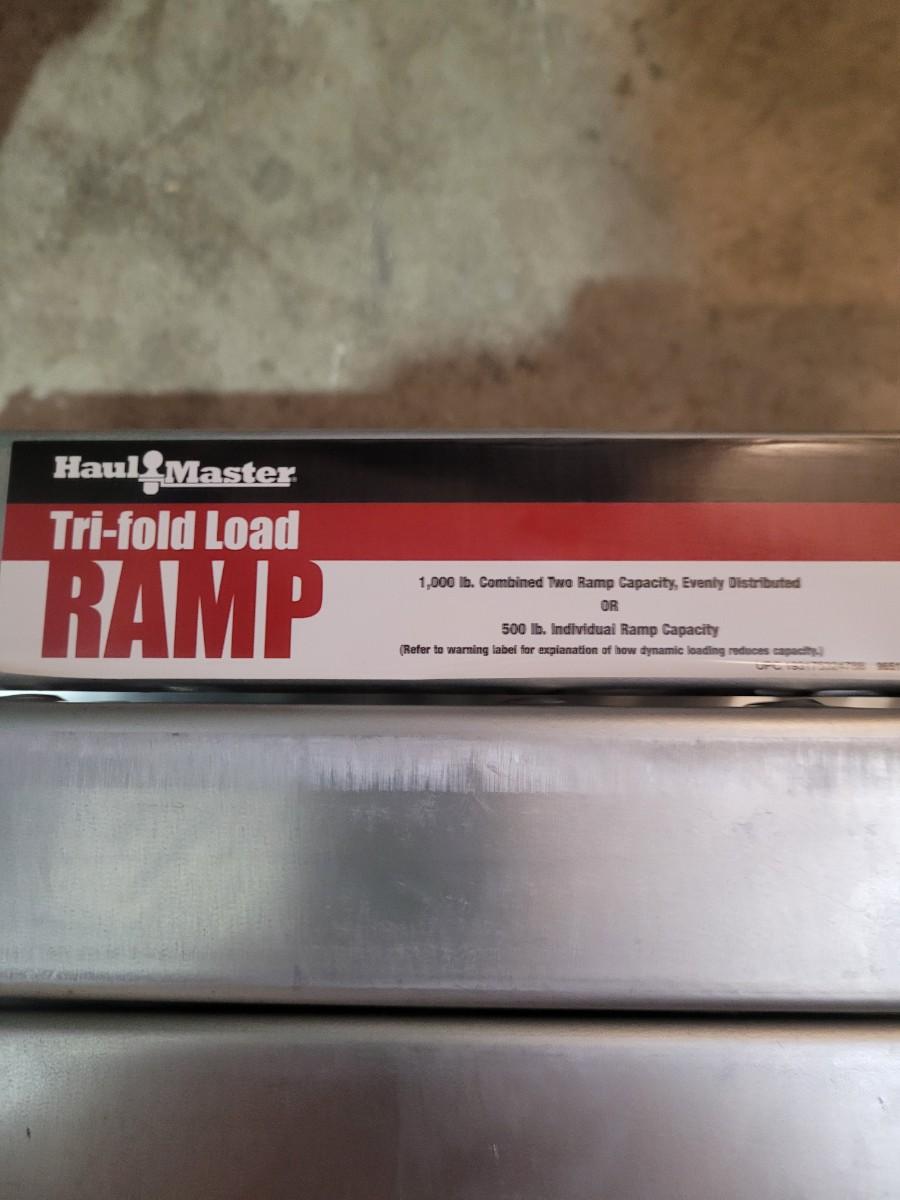 Haul Master
Tri-fold Load
RAMP
1,000 lb. Combined Two Ramp Capacity, Evenly Distributed
OR
500 lb. Individual Ramp Capacity
(Refer to warning label for explanation of how dynamic loading reduces capacity.)
UPC